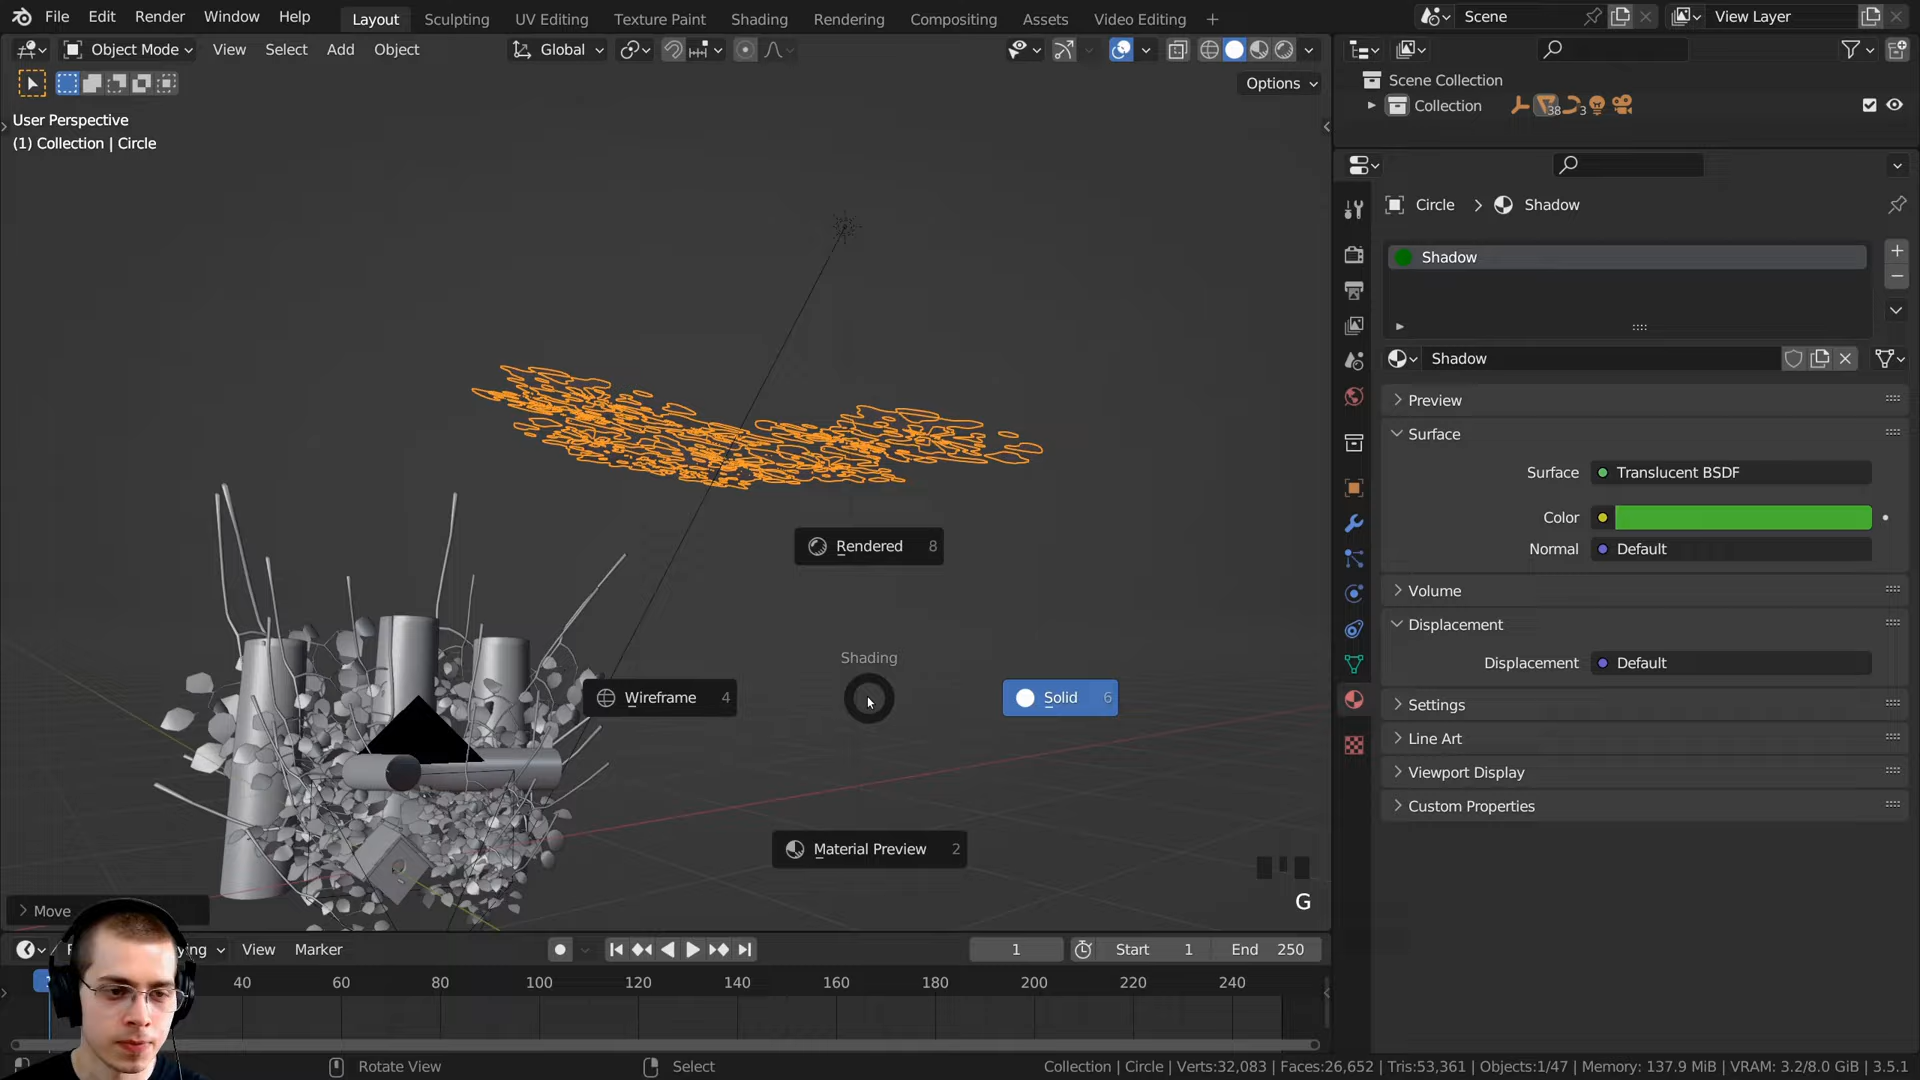 File Edit Render Window Help Layout Sculpting UV Editing Texture Paint Shading Rendering Compositing Assets Video Editing + Scene View Layer
Object Mode View Select Add Object Global
Options
Scene Collection
Collection 38 3
User Perspective
(1) Collection | Circle
Circle > Shadow
Shadow
Shadow
Preview
Surface
Surface Translucent BSDF
Color
Normal Default
Volume
Displacement
Displacement Default
Settings
Line Art
Viewport Display
Custom Properties
Rendered 8
Shading
Wireframe 4
Solid 6
Material Preview 2
G
Move
View Marker 1 Start 1 End 250
40 60 80 100 120 140 160 180 200 220 240
Rotate View Select Collection | Circle | Verts:32,083 | Faces:26,652 | Tris:53,361 | Objects:1/47 | Memory: 137.9 MiB | VRAM: 3.2/8.0 GiB | 3.5.1